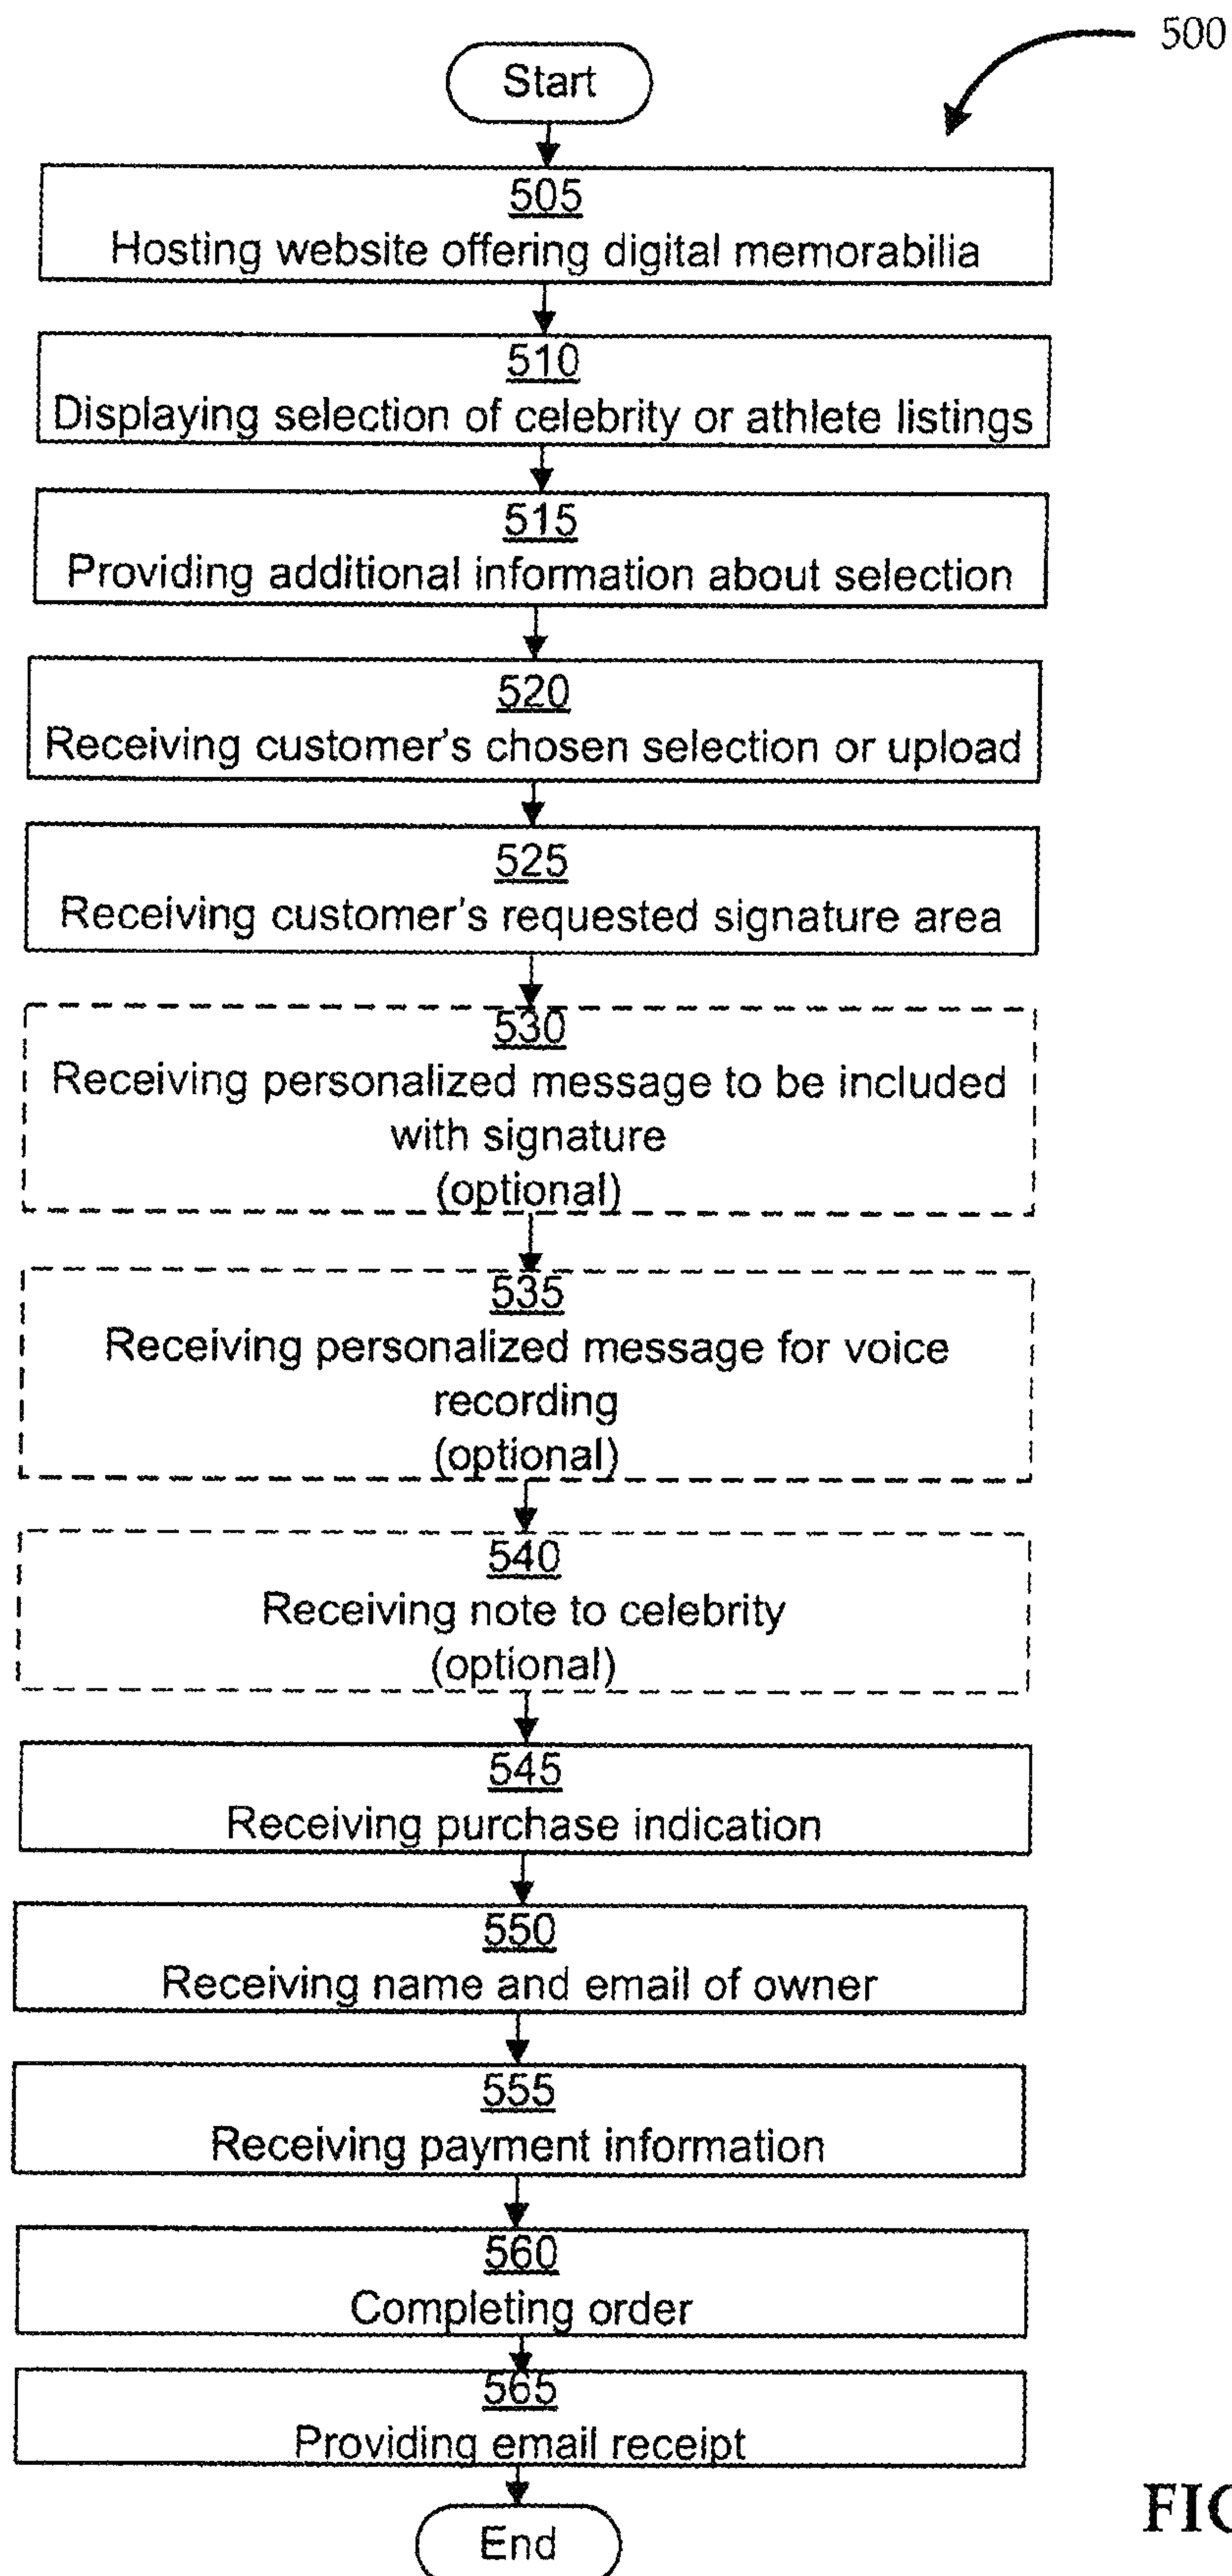 500
Start
505
Hosting website offering digital memorabilia
510
Displaying selection of celebrity or athlete listings
515
Providing additional information about selection
520
Receiving customer's chosen selection or upload
525
Receiving customer's requested signature area
530
Receiving personalized message to be included
with signature
(optional)
535
Receiving personalized message for voice
recording
(optional)
540
Receiving note to celebrity
(optional)
545
Receiving purchase indication
550
Receiving name and email of owner
555
Receiving payment information
560
Completing order
565
Providing email receipt
End